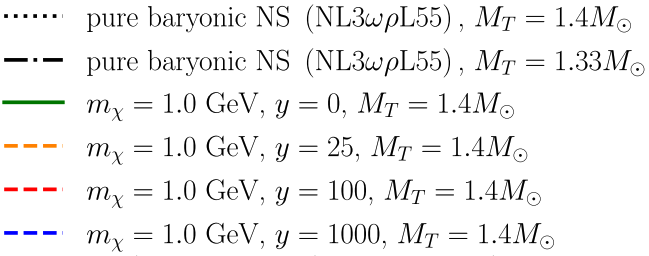 pure baryonic NS (NL3ωρL55), M_T = 1.4M_⊙
pure baryonic NS (NL3ωρL55), M_T = 1.33M_⊙
m_χ = 1.0 GeV, y = 0, M_T = 1.4M_⊙
m_χ = 1.0 GeV, y = 25, M_T = 1.4M_⊙
m_χ = 1.0 GeV, y = 100, M_T = 1.4M_⊙
m_χ = 1.0 GeV, y = 1000, M_T = 1.4M_⊙